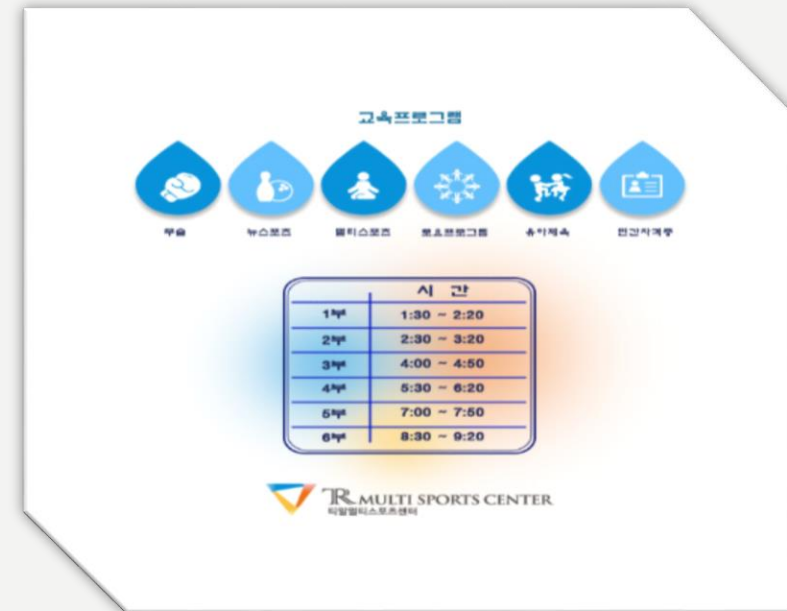 교육프로그램
무술 뉴스포츠 멀티스포츠 토요프로그램 유아체육 민간자격증
시 간
1부 1:30 ~ 2:20
2부 2:30 ~ 3:20
3부 4:00 ~ 4:50
4부 5:30 ~ 6:20
5부 7:00 ~ 7:50
6부 8:30 ~ 9:20
TR MULTI SPORTS CENTER
티알멀티스포츠센터